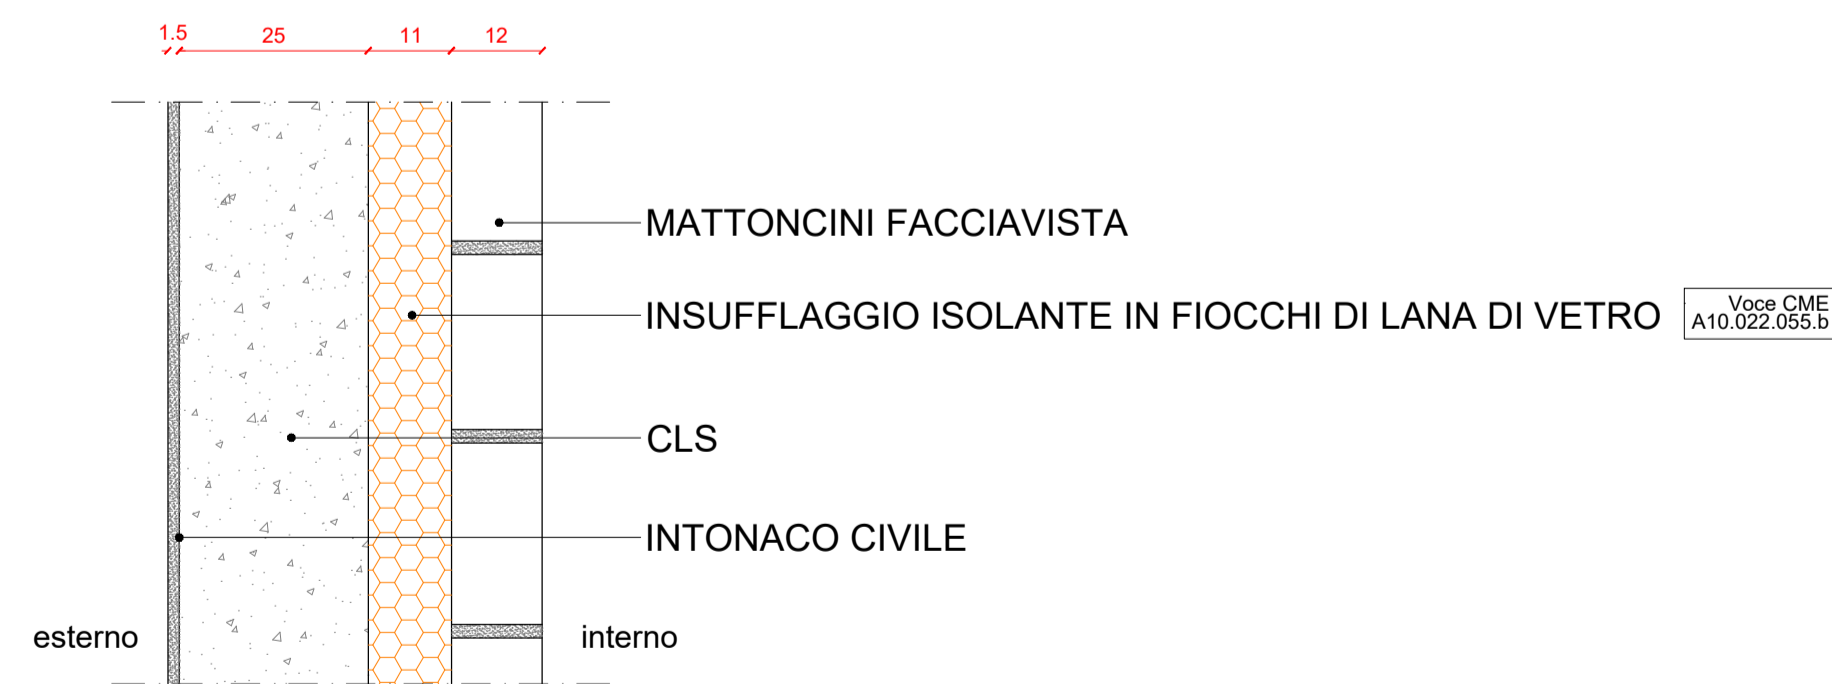 1.5 25 11 12
MATTONCINI FACCIAVISTA
INSUFFLAGGIO ISOLANTE IN FIOCCHI DI LANA DI VETRO
Voce CME
A10.022.055.b
CLS
INTONACO CIVILE
esterno
interno